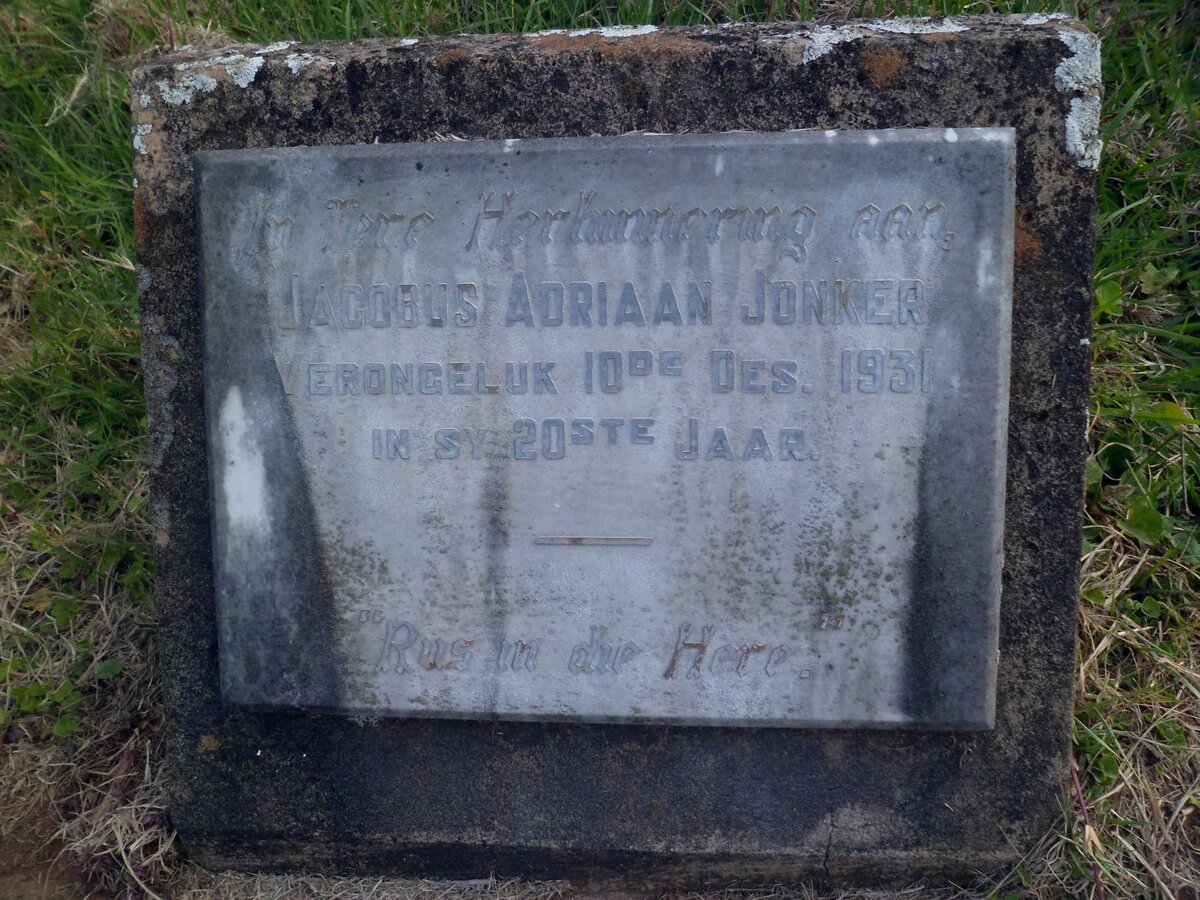 In Tere Herinnering aan
JACOBUS ADRIAAN JONKER
VERONGELUK 10DE DES. 1931
IN SY 20STE JAAR.
"Rus in die Here."